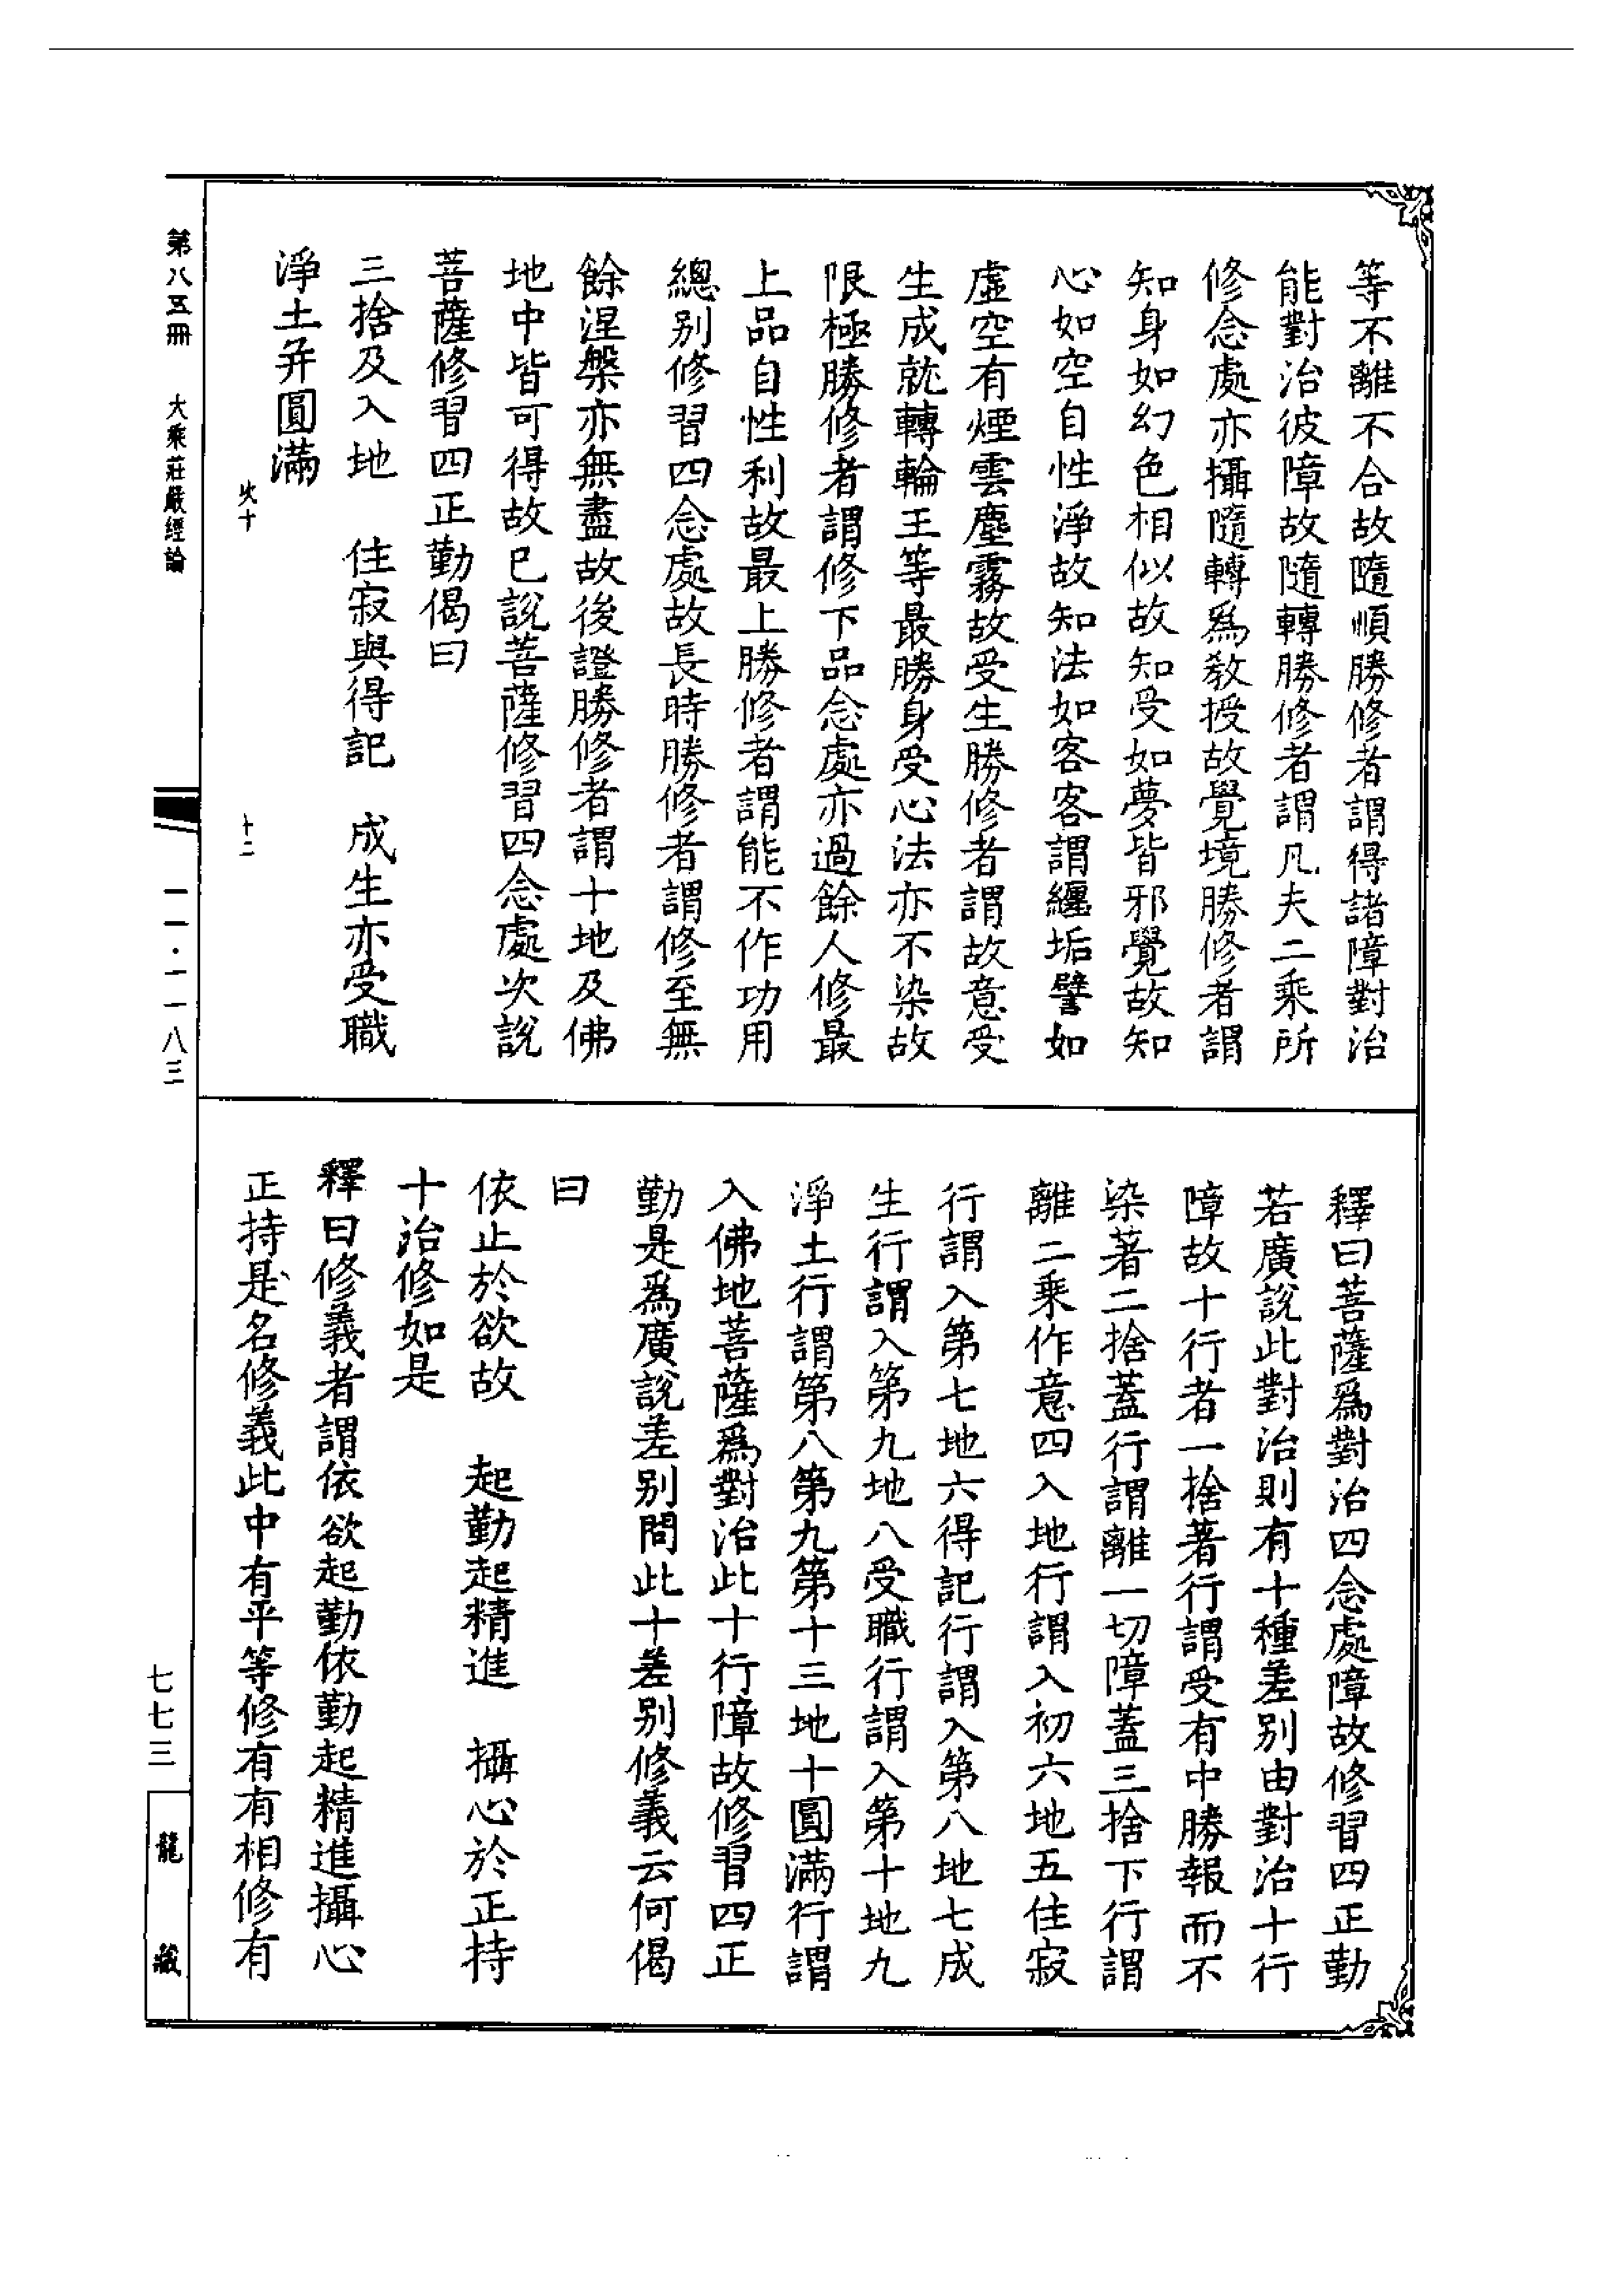 等不離不合故隨順勝修者謂得諸障對治
能對治彼障故隨轉勝修者謂凡夫二乘所
修念處亦攝隨轉爲教授故覺境勝修者謂
知身如幻色相似故知受如夢皆邪覺故知
心如空自性淨故知法如客客謂纏垢譬如
虛空有煙雲塵霧故受生勝修者謂故意受
生成就轉輪王等最勝身受心法亦不染故
限極勝修者謂修下品念處亦過餘人修最
上品自性利故最上勝修者謂能不作功用
總別修習四念處故長時勝修者謂修至無
餘涅槃亦無盡故後證勝修者謂十地及佛
地中皆可得故已說菩薩修習四念處次說
菩薩修習四正勤偈曰
三捨及入地　住寂與得記　成生亦受職
淨土并圓滿
釋曰菩薩爲對治四念處障故修習四正勤
若廣說此對治則有十種差別由對治十行
障故十行者一捨著行謂受有中勝報而不
染著二捨蓋行謂離一切障蓋三捨下行謂
離二乘作意四入地行謂入初六地五住寂
行謂入第七地六得記行謂入第八地七成
生行謂入第九地八受職行謂入第十地九
淨土行謂第八第九第十三地十圓滿行謂
入佛地菩薩爲對治此十行障故修習四正
勤是爲廣說差別問此十差別修義云何偈
曰
依止於欲故　起勤起精進　攝心於正持
十治修如是
釋曰修義者謂依欲起勤依勤起精進攝心
正持是名修義此中有平等修有有相修有
第八五冊　大乘莊嚴經論
十二
一一·一一八三
七七三
龍藏